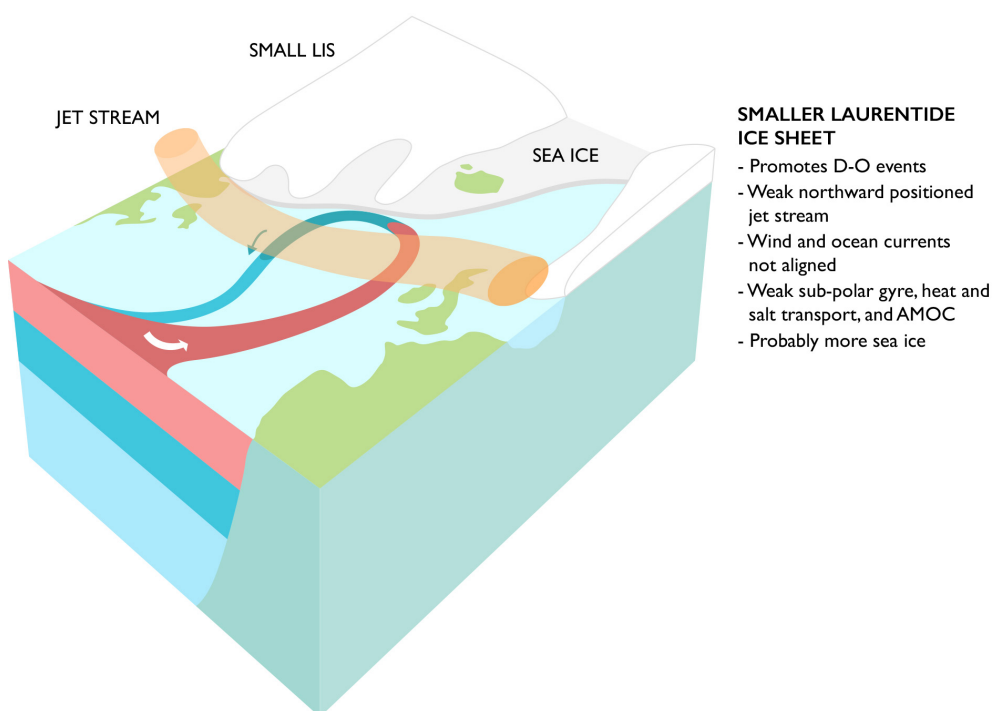 SMALL LIS
JET STREAM
SEA ICE
SMALLER LAURENTIDE
ICE SHEET
- Promotes D-O events
- Weak northward positioned
jet stream
- Wind and ocean currents
not aligned
- Weak sub-polar gyre, heat and
salt transport, and AMOC
- Probably more sea ice